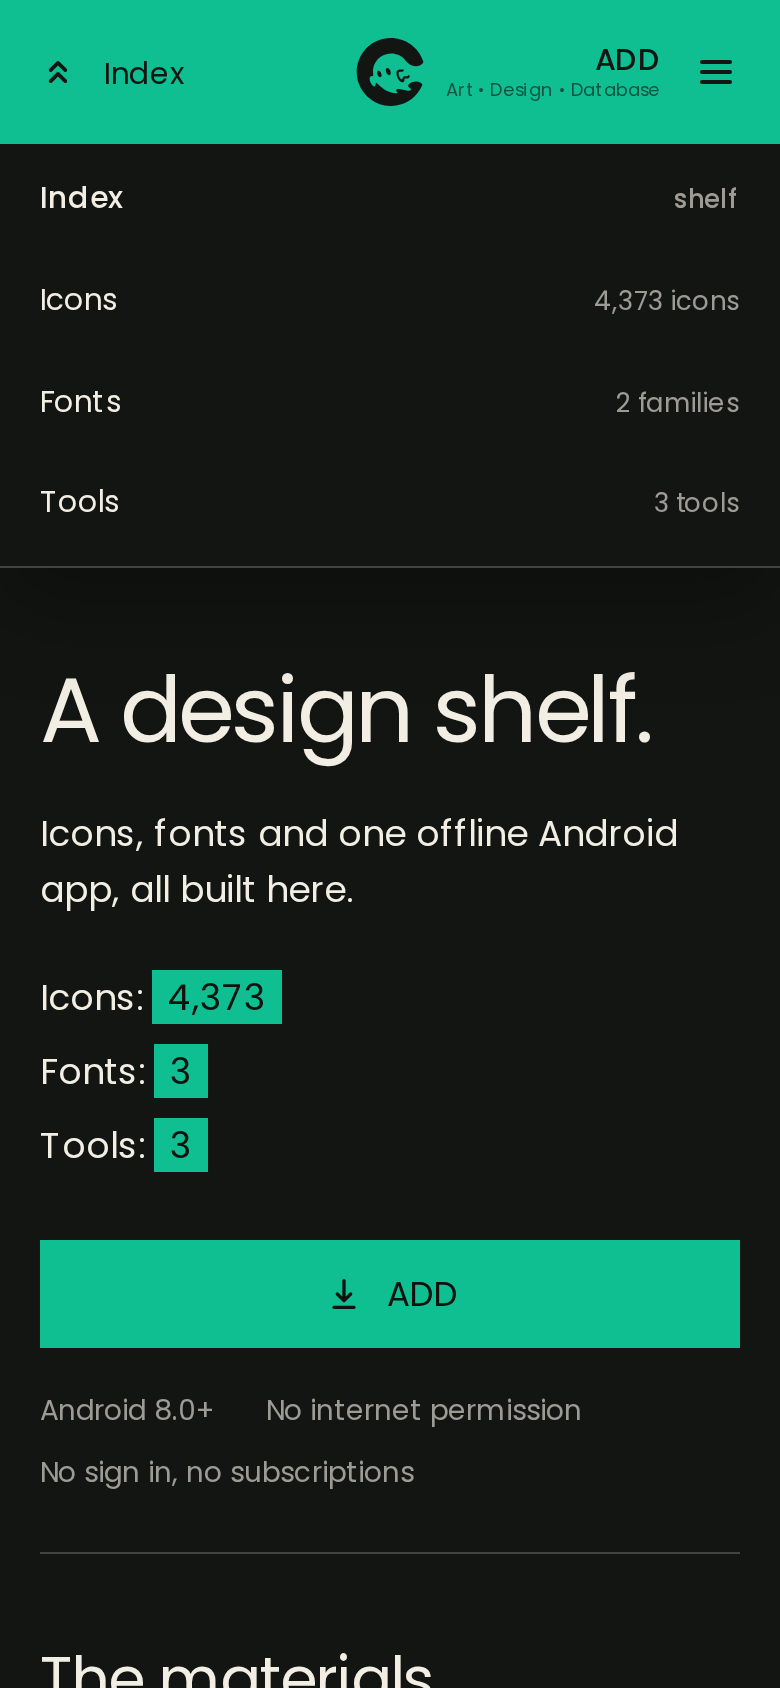 Index
ADD
Art • Design • Database
Index
shelf
Icons
4,373 icons
Fonts
2 families
Tools
3 tools
A design shelf.
Icons, fonts and one offline Android
app, all built here.
Icons: 4,373
Fonts: 3
Tools: 3
ADD
Android 8.0+ No internet permission
No sign in, no subscriptions
The materials